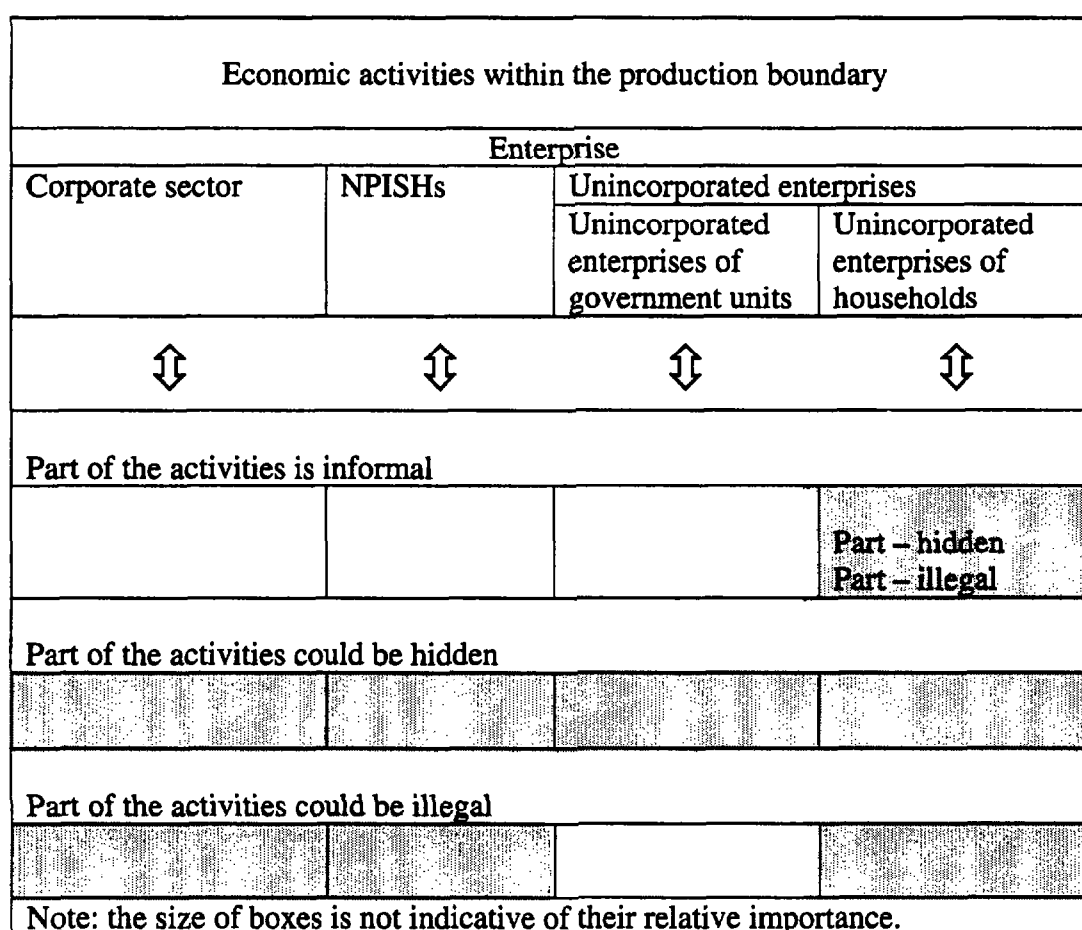 Economic activities within the production boundary
Enterprise
Corporate sector
NPISHs
Unincorporated enterprises
Unincorporated
enterprises of
government units
Unincorporated
enterprises of
households
Part of the activities is informal
Part – hidden
Part – illegal
Part of the activities could be hidden
Part of the activities could be illegal
Note: the size of boxes is not indicative of their relative importance.